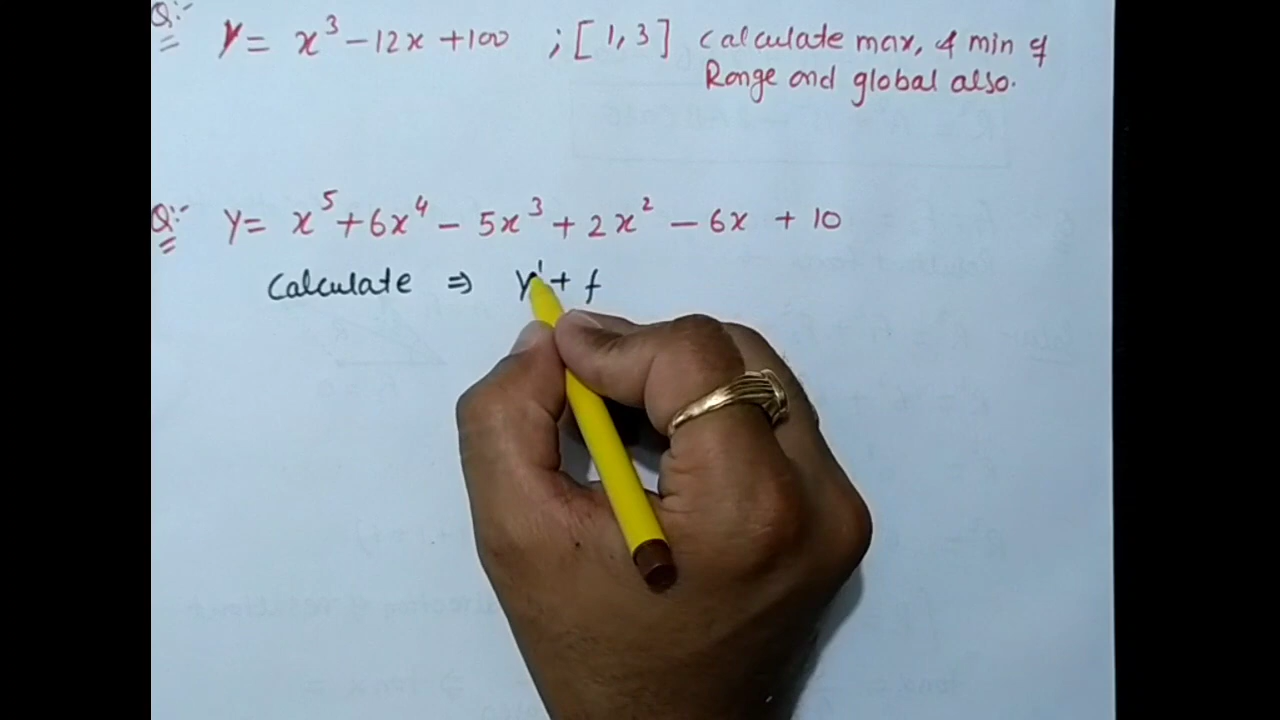 Q:- y = x³ - 12x + 100 ; [1, 3] calculate max, & min of
Range and global also.
Q:- y = x⁵ + 6x⁴ - 5x³ + 2x² - 6x + 10
Calculate ⇒ y' + f